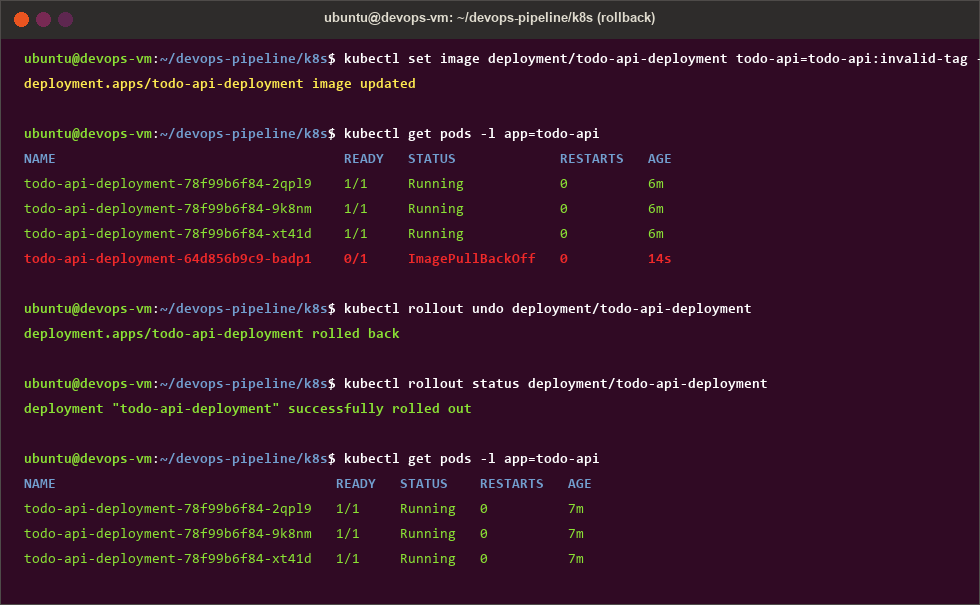 ubuntu@devops-vm: ~/devops-pipeline/k8s (rollback)
ubuntu@devops-vm:~/devops-pipeline/k8s$ kubectl set image deployment/todo-api-deployment todo-api=todo-api:invalid-tag -
deployment.apps/todo-api-deployment image updated
ubuntu@devops-vm:~/devops-pipeline/k8s$ kubectl get pods -l app=todo-api
NAME READY STATUS RESTARTS AGE
todo-api-deployment-78f99b6f84-2qpl9 1/1 Running 0 6m
todo-api-deployment-78f99b6f84-9k8nm 1/1 Running 0 6m
todo-api-deployment-78f99b6f84-xt41d 1/1 Running 0 6m
todo-api-deployment-64d856b9c9-badp1 0/1 ImagePullBackOff 0 14s
ubuntu@devops-vm:~/devops-pipeline/k8s$ kubectl rollout undo deployment/todo-api-deployment
deployment.apps/todo-api-deployment rolled back
ubuntu@devops-vm:~/devops-pipeline/k8s$ kubectl rollout status deployment/todo-api-deployment
deployment "todo-api-deployment" successfully rolled out
ubuntu@devops-vm:~/devops-pipeline/k8s$ kubectl get pods -l app=todo-api
NAME READY STATUS RESTARTS AGE
todo-api-deployment-78f99b6f84-2qpl9 1/1 Running 0 7m
todo-api-deployment-78f99b6f84-9k8nm 1/1 Running 0 7m
todo-api-deployment-78f99b6f84-xt41d 1/1 Running 0 7m